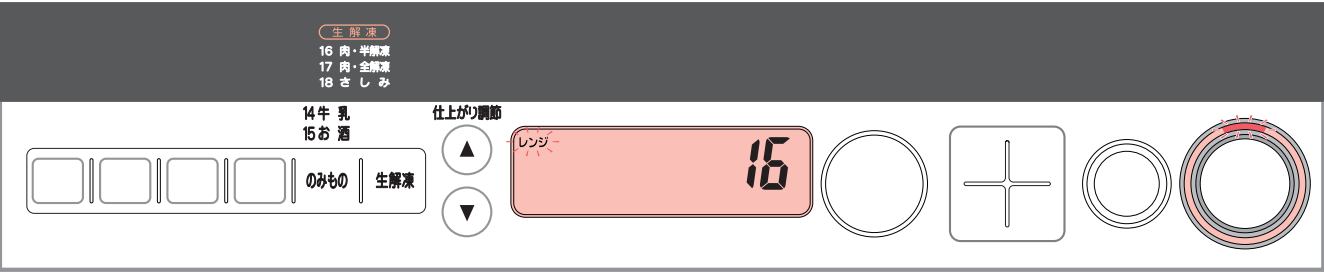 生解凍
16 肉・半解凍
17 肉・全解凍
18 さしみ
14 牛乳
15 お酒
仕上がり調節
▲
レンジ
16
のみもの
生解凍
▼